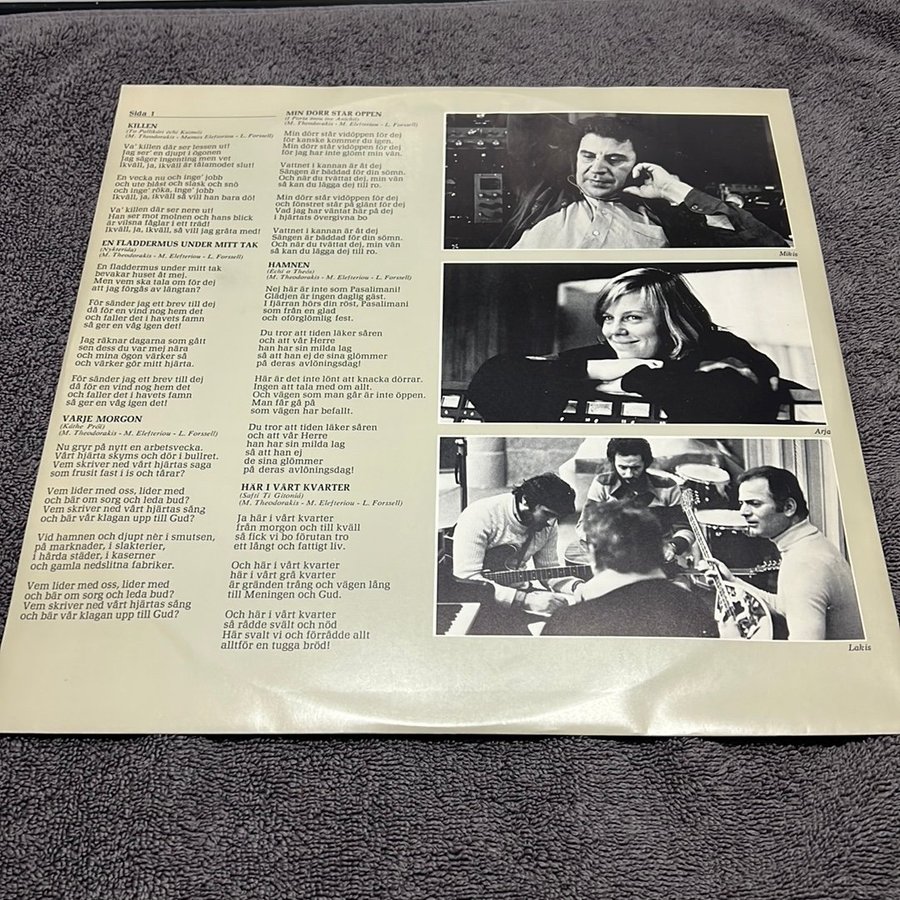 Sida 1
KILLEN
(To Pallikári échi Kaïmó)
(M. Theodorakis - Manos Elefteriou - L. Forssell)
Va' killen där ser lessen ut!
Jag ser' en djupt i ögonen
Jag säger ingenting men vet
Ikväll, ja, ikväll är tålamodet slut!
En vecka nu och inge' jobb
och ute blåst och slask och snö
och inge' röka, inge' jobb
Ikväll, ja, ikväll så vill han bara dö!
Va' killen där ser nere ut!
Han ser mot molnen och hans blick
är vilsna fåglar i ett träd!
Ikväll, ja, ikväll, så vill jag gråta med!
EN FLADDERMUS UNDER MITT TAK
(Nykterida)
(M. Theodorakis - M. Elefteriou - L. Forssell)
En fladdermus under mitt tak
bevakar huset åt mej.
Men vem ska tala om för dej
att jag förgås av längtan?
För sänder jag ett brev till dej
då för en vind nog hem det
och faller det i havets famn
så ger en våg igen det!
Jag räknar dagarna som gått
sen dess du var mej nära
och mina ögon värker så
och värker gör mitt hjärta.
För sänder jag ett brev till dej
då för en vind nog hem det
och faller det i havets famn
så ger en våg igen det!
VARJE MORGON
(Káthe Próï)
(M. Theodorakis - M. Elefteriou - L. Forssell)
Nu gryr på nytt en arbetsvecka.
Vårt hjärta skyms och dör i bullret.
Vem skriver ned vårt hjärtas saga
som frusit fast i is och tårar?
Vem lider med oss, lider med
och bär om sorg och leda bud?
Vem skriver ned vårt hjärtas sång
och bär vår klagan upp till Gud?
Vid hamnen och djupt nèr i smutsen,
på marknader, i slakterier,
i hårda städer, i kaserner
och gamla nedslitna fabriker.
Vem lider med oss, lider med
och bär om sorg och leda bud?
Vem skriver ned vårt hjärtas sång
och bär vår klagan upp till Gud?
MIN DÖRR STÅR ÖPPEN
(I Porta mou tin Anichti)
(M. Theodorakis - M. Elefteriou - L. Forssell)
Min dörr står vidöppen för dej
för kanske kommer du igen.
Min dörr står vidöppen för dej
för jag har inte glömt min vän.
Vattnet i kannan är åt dej
Sängen är bäddad för din sömn.
Och när du tvättat dej, min vän
så kan du lägga dej till ro.
Min dörr står vidöppen för dej
och fönstret står på glänt för dej
Vad jag har väntat här på dej
i hjärtats övergivna bo
Vattnet i kannan är åt dej
Sängen är bäddad för din sömn.
Och när du tvättat dej, min vän
så kan du lägga dej till ro.
HAMNEN
(Echi o Theós)
(M. Theodorakis - M. Elefteriou - L. Forssell)
Nej här är inte som Pasalimani!
Glädjen är ingen daglig gäst.
I fjärran hörs din röst, Pasalimani
som från en glad
och oförglömlig fest.
Du tror att tiden läker såren
och att vår Herre
han har sin milda lag
så att han ej de sina glömmer
på deras avlöningsdag!
Här är det inte lönt att knacka dörrar.
Ingen att tala med om allt.
Och vägen som man går är inte öppen.
Man får gå på
som vägen har befallt.
Du tror att tiden läker såren
och att vår Herre
han har sin milda lag
så att han ej
de sina glömmer
på deras avlöningsdag!
HÄR I VÅRT KVARTER
(Safti Ti Gitoniá)
(M. Theodorakis - M. Elefteriou - L. Forssell)
Ja här i vårt kvarter
från morgon och till kväll
så fick vi bo förutan tro
ett långt och fattigt liv.
Och här i vårt kvarter
här i vårt grå kvarter
är gränden trång och vägen lång
till Meningen och Gud.
Och här i vårt kvarter
så rådde svält och nöd
Här svalt vi och förrådde allt
alltför en tugga bröd!
Mikis
Arja
Lakis